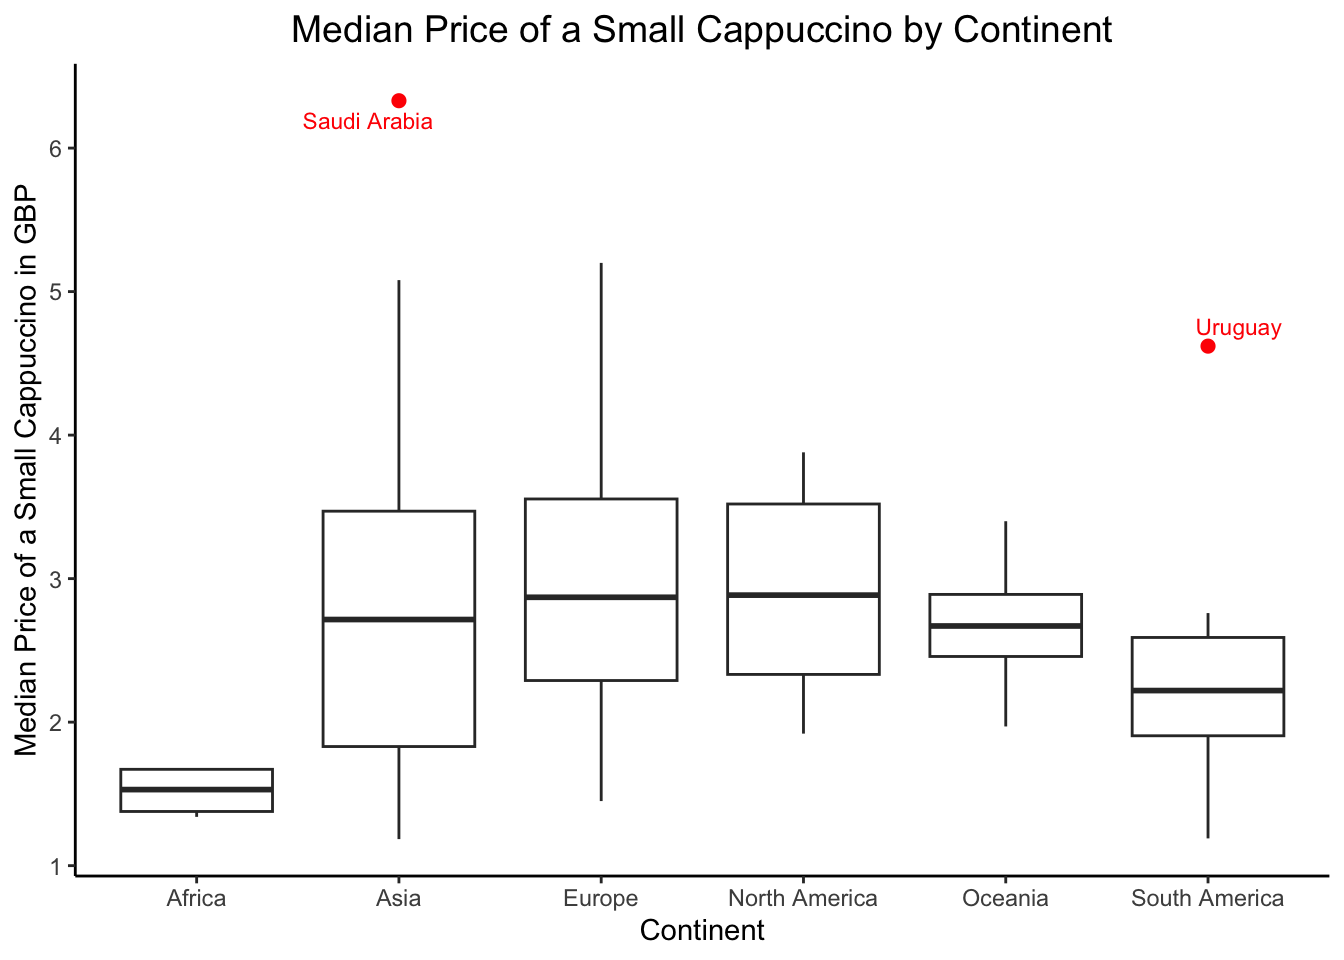 Median Price of a Small Cappuccino by Continent
Median Price of a Small Cappuccino in GBP
6
5
4
3
2
1
Saudi Arabia
Uruguay
Africa
Asia
Europe
North America
Oceania
South America
Continent